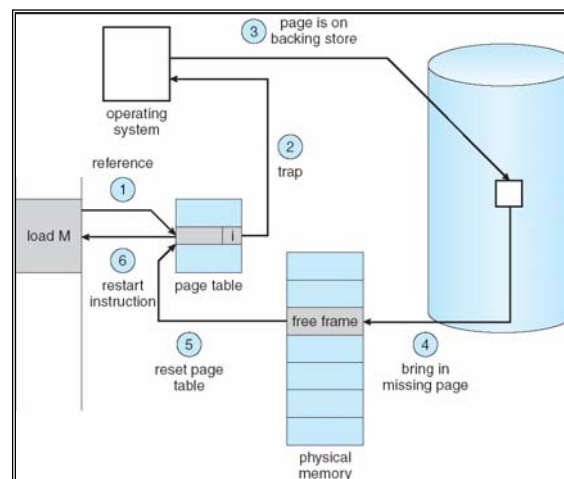 3
page is on
backing store
operating
system
2
trap
reference
1
load M
i
6
restart
instruction
page table
free frame
5
reset page
table
4
bring in
missing page
physical
memory